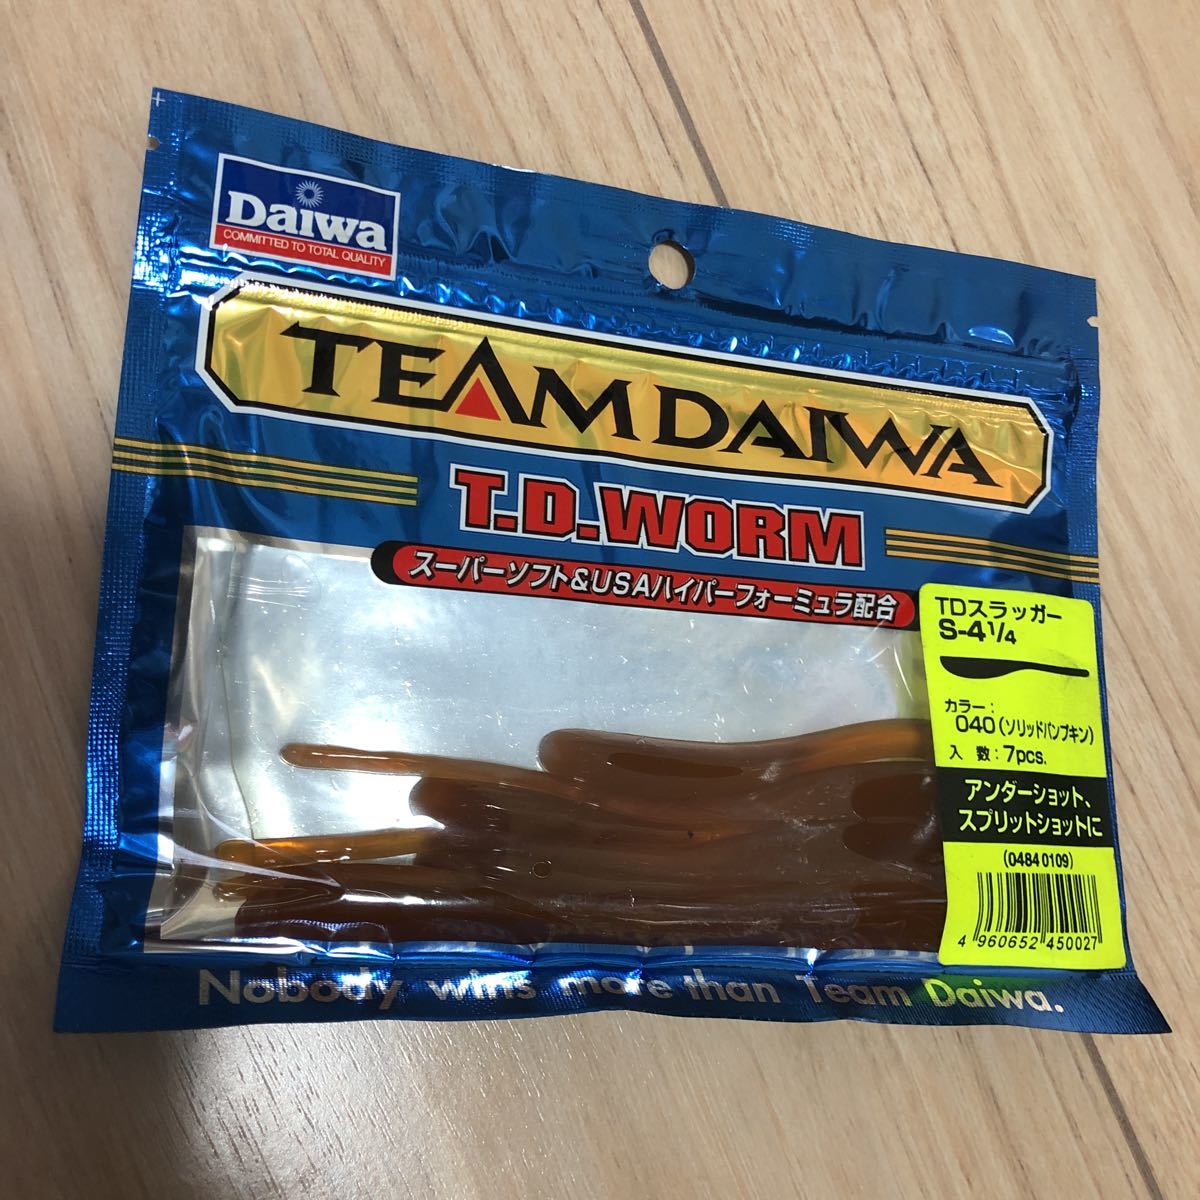 Daiwa
COMMITTED TO TOTAL QUALITY
TEAMDAIWA
T.D.WORM
スーパーソフト&USAハイパーフォーミュラ配合
TDスラッガー
S-4 1/4
カラー:
040(ソリッドパンプキン)
入 数:7pcs.
アンダーショット、
スプリットショットに
(0484 0109)
4 960652 450027
Nobody wins more than Team Daiwa.